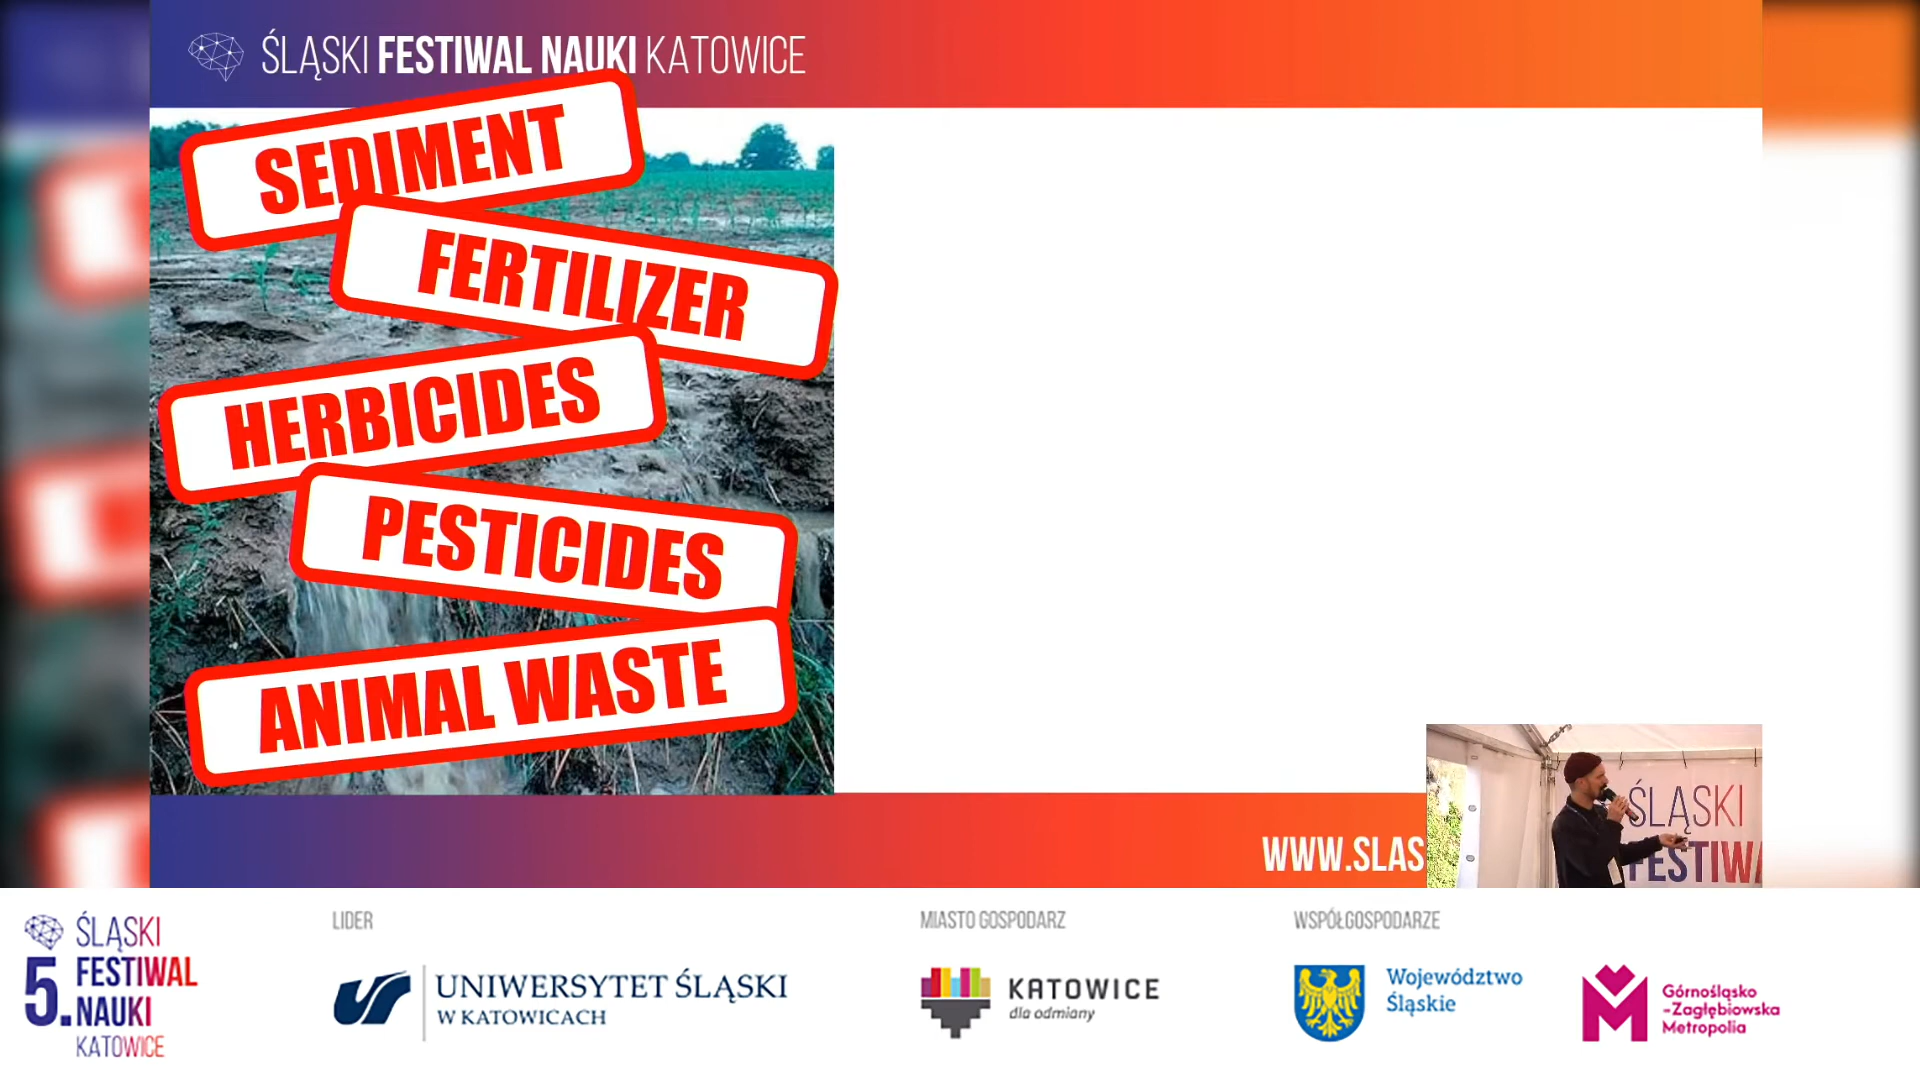 ŚLĄSKI FESTIWAL NAUKI KATOWICE
SEDIMENT
FERTILIZER
HERBICIDES
PESTICIDES
ANIMAL WASTE
WWW.SLAS
ŚLĄSKI
FESTIWA
ŚLĄSKI
5. FESTIWAL
NAUKI
KATOWICE
LIDER
UNIWERSYTET ŚLĄSKI
W KATOWICACH
MIASTO GOSPODARZ
KATOWICE
dla odmiany
WSPÓŁGOSPODARZE
Województwo
Śląskie
Górnośląsko
-Zagłębiowska
Metropolia